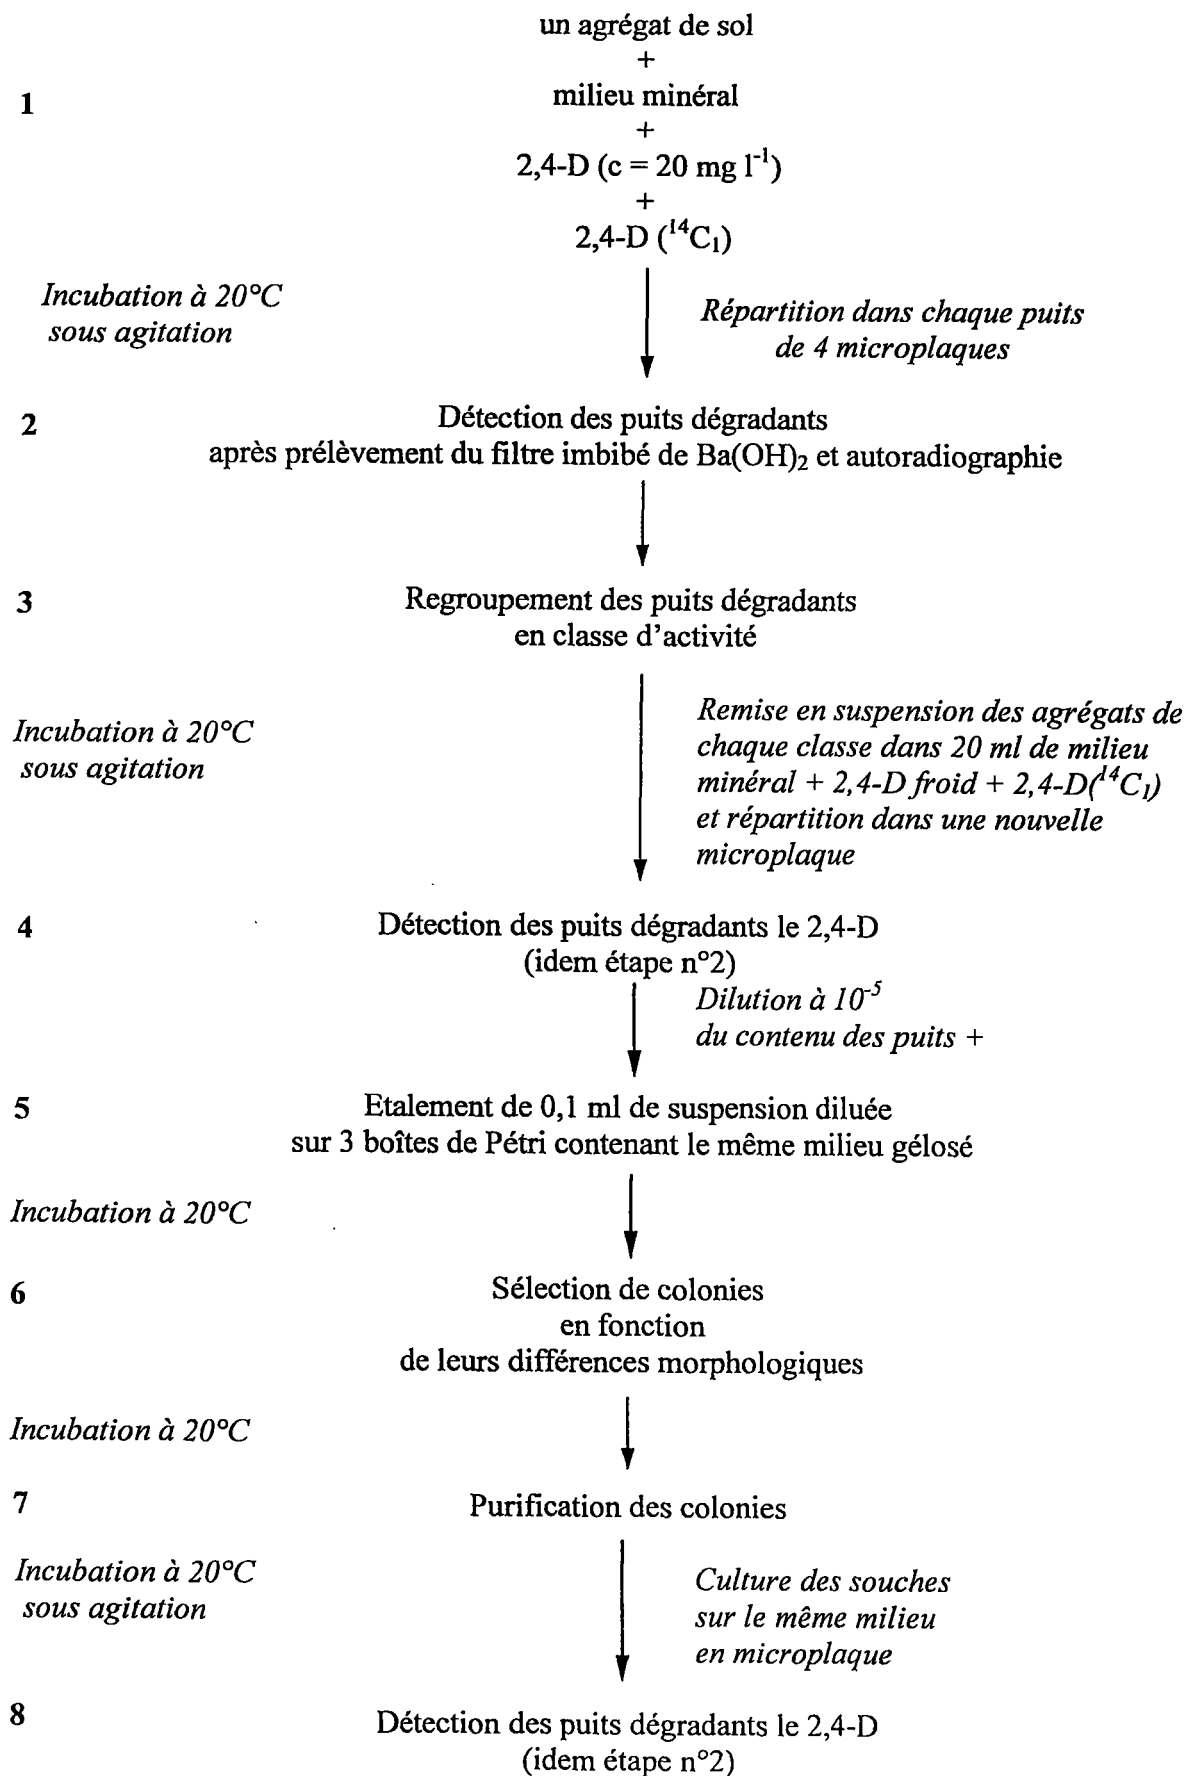 un agrégat de sol
+
1
milieu minéral
+
2,4-D (c = 20 mg l⁻¹)
+
2,4-D (¹⁴C₁)
Incubation à 20°C
sous agitation
Répartition dans chaque puits
de 4 microplaques
2
Détection des puits dégradants
après prélèvement du filtre imbibé de Ba(OH)₂ et autoradiographie
3
Regroupement des puits dégradants
en classe d'activité
Incubation à 20°C
sous agitation
Remise en suspension des agrégats de
chaque classe dans 20 ml de milieu
minéral + 2,4-D froid + 2,4-D(¹⁴C₁)
et répartition dans une nouvelle
microplaque
4
Détection des puits dégradants le 2,4-D
(idem étape n°2)
Dilution à 10⁻⁵
du contenu des puits +
5
Etalement de 0,1 ml de suspension diluée
sur 3 boîtes de Pétri contenant le même milieu gélosé
Incubation à 20°C
6
Sélection de colonies
en fonction
de leurs différences morphologiques
Incubation à 20°C
7
Purification des colonies
Incubation à 20°C
sous agitation
Culture des souches
sur le même milieu
en microplaque
8
Détection des puits dégradants le 2,4-D
(idem étape n°2)